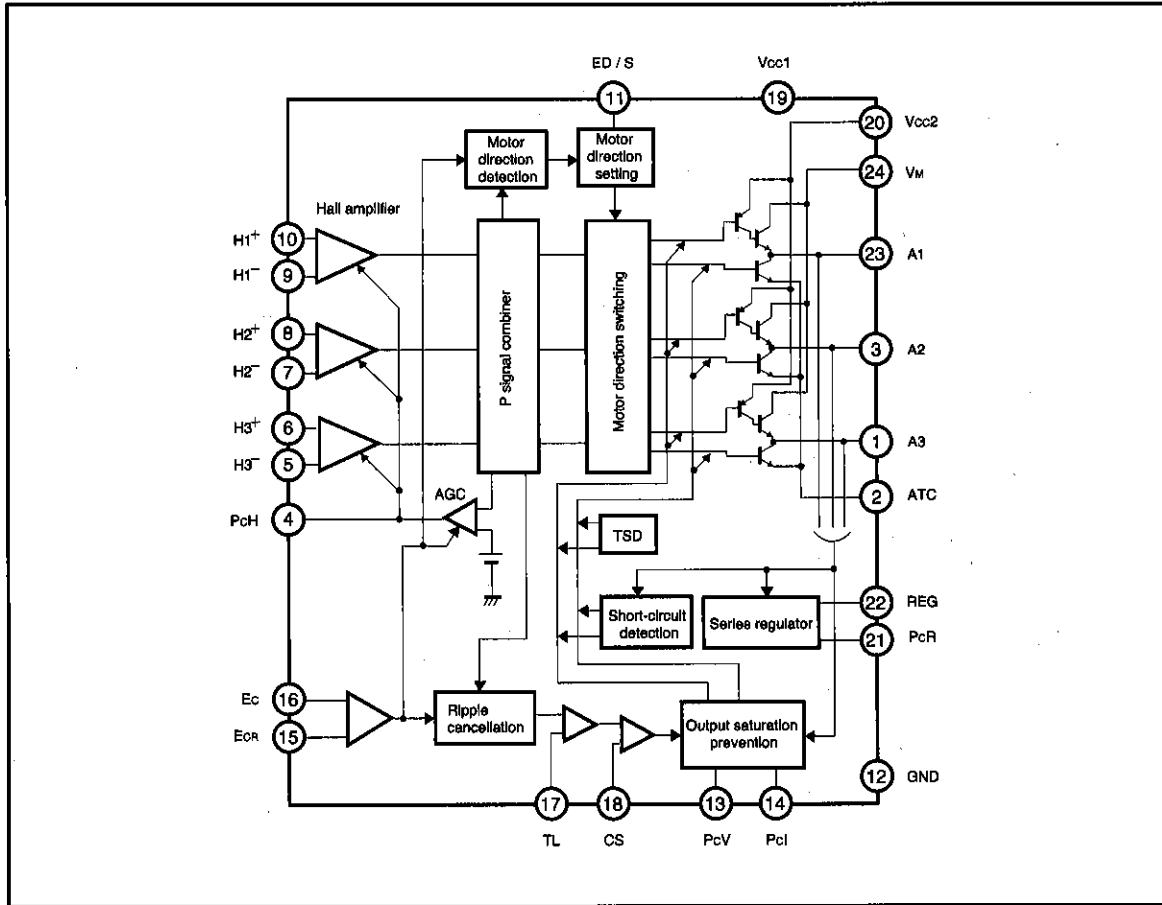 ED / S
Vcc1
11
19
20
Vcc2
Motor
direction
detection
Motor
direction
setting
24
VM
Hall amplifier
H1+
10
H1−
9
23
A1
H2+
8
H2−
7
3
A2
P signal combiner
Motor direction switching
H3+
6
H3−
5
1
A3
2
ATC
PcH
4
AGC
TSD
Short-circuit
detection
Series regulator
22
REG
21
PcR
Ec
16
ECR
15
Ripple
cancellation
Output saturation
prevention
12
GND
17
18
13
14
TL
CS
PcV
PcI